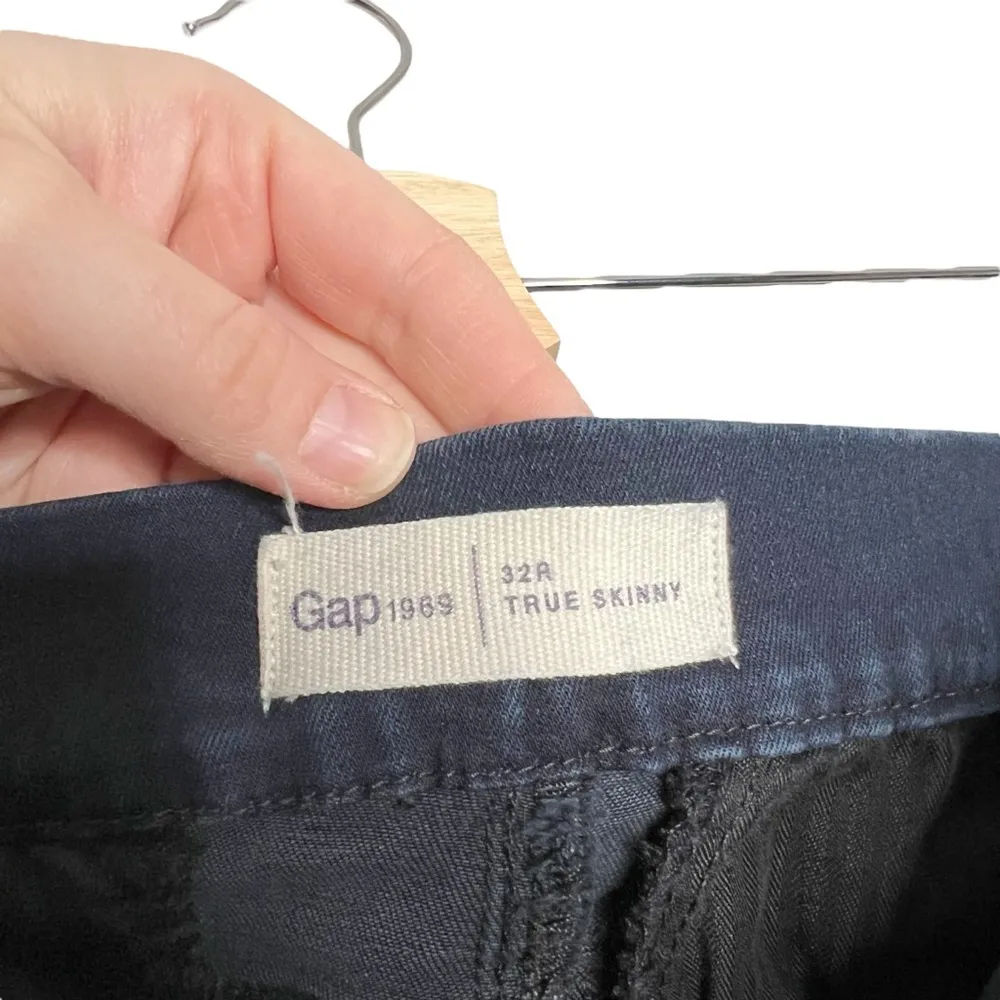 Gap 1969
32R
TRUE SKINNY